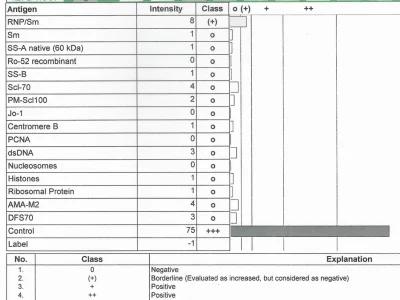 Antigen Intensity Class o (+) + ++
RNP/Sm 8 (+)
Sm 1 o
SS-A native (60 kDa) 1 o
Ro-52 recombinant 0 o
SS-B 1 o
Scl-70 4 o
PM-Scl100 2 o
Jo-1 0 o
Centromere B 1 o
PCNA 0 o
dsDNA 3 o
Nucleosomes 0 o
Histones 1 o
Ribosomal Protein 1 o
AMA-M2 4 o
DFS70 3 o
Control 75 +++
Label -1
No. Class Explanation
1. 0 Negative
2. (+) Borderline (Evaluated as increased, but considered as negative)
3. + Positive
4. ++ Positive